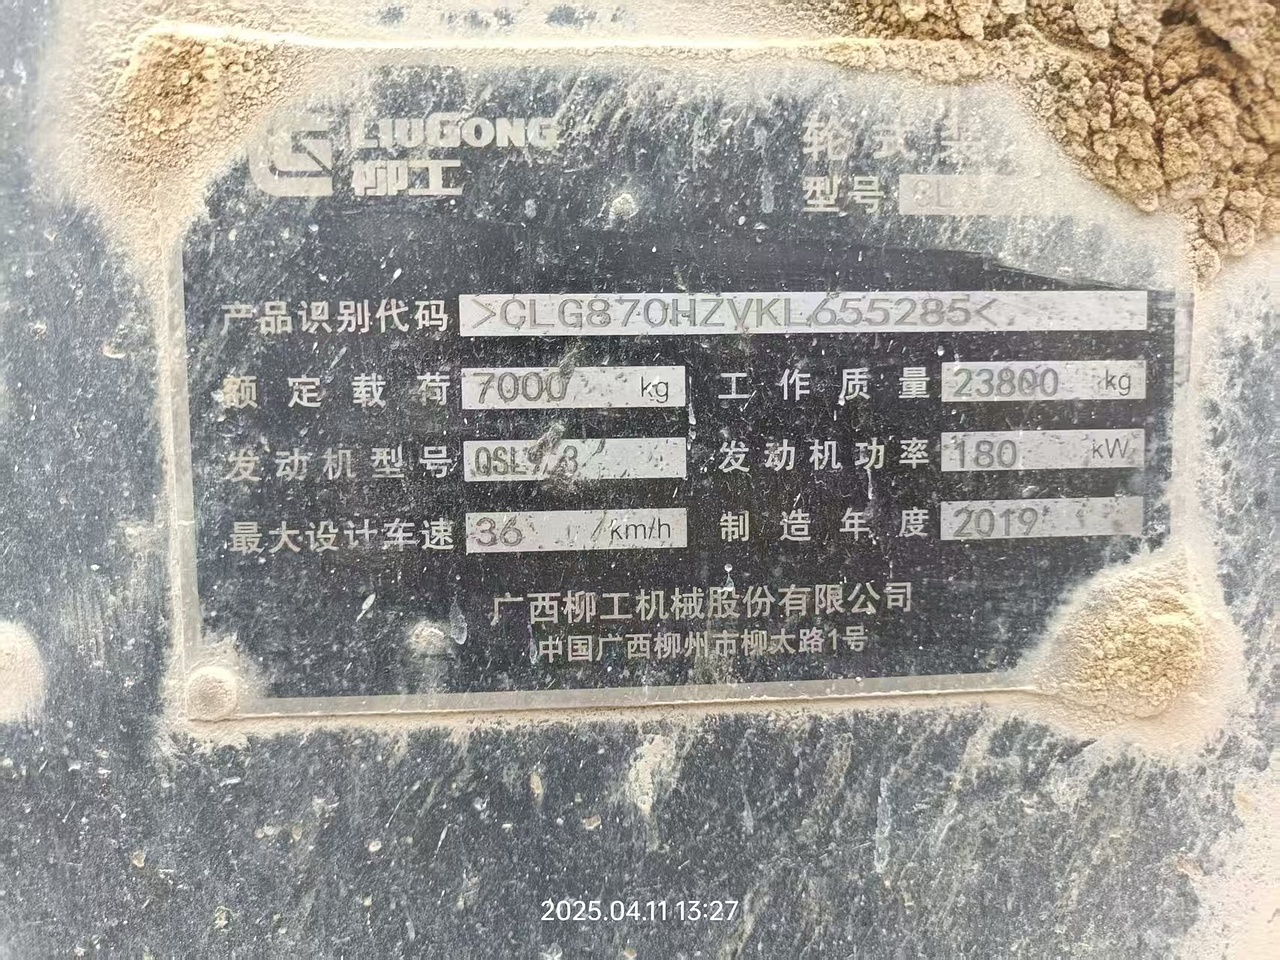 LIUGONG
柳工
轮式
型号
产品识别代码 >CLG870HZVKL655285<
额定载荷 7000 kg 工作质量 23800 kg
发动机型号 发动机功率 180 kW
最大设计车速 36 km/h 制造年度 2019
广西柳工机械股份有限公司
中国广西柳州市柳太路1号
2025.04.11 13:27